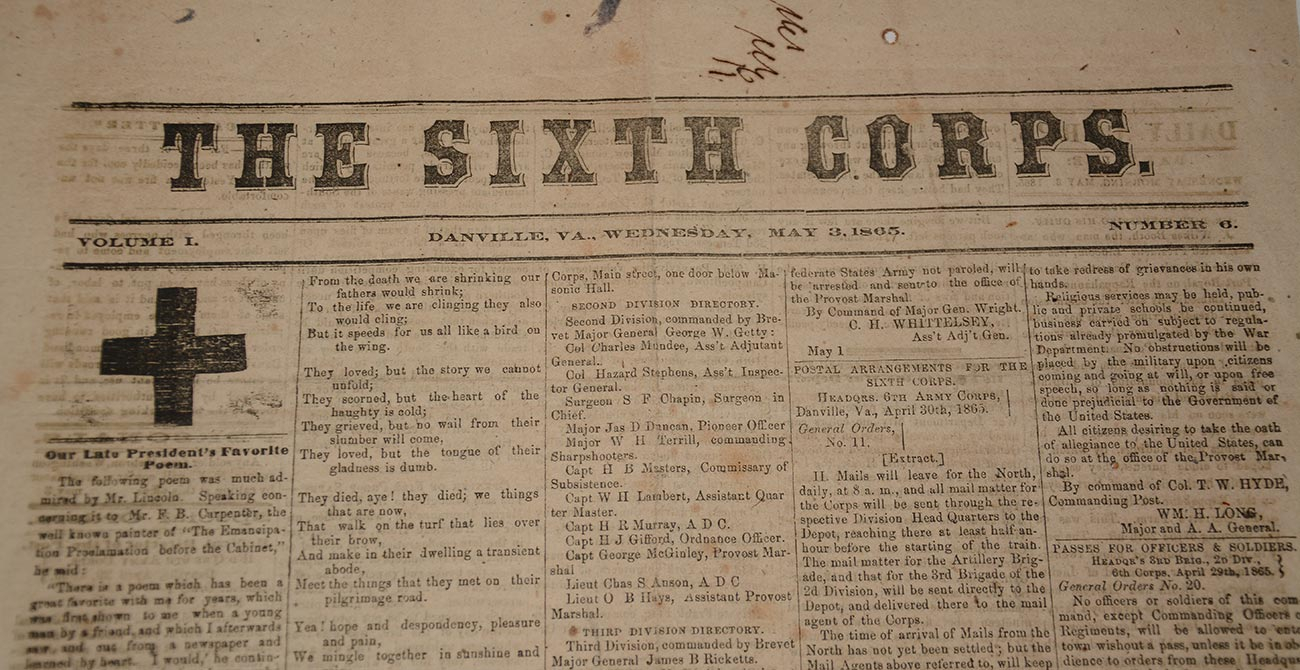 THE SIXTH CORPS.
VOLUME I.
DANVILLE, VA., WEDNESDAY, MAY 3, 1865.
NUMBER 6.
Our Late President's Favorite
Poem.
The following poem was much ad-
mired by Mr. Lincoln. Speaking con-
cerning it to Mr. F. B. Carpenter, the
well known painter of "The Emancipa-
tion Proclamation before the Cabinet,"
he said:
"There is a poem which has been a
great favorite with me for years, which
was first shown to me when a young
man by a friend, and which I afterwards
saw and cut from a newspaper and
learned by heart. 'I would,' he contin-
From the death we are shrinking our
fathers would shrink;
To the life we are clinging they also
would cling;
But it speeds for us all like a bird on
the wing.
They loved; but the story we cannot
unfold;
They scorned, but the heart of the
haughty is cold;
They grieved, but no wail from their
slumber will come,
They loved, but the tongue of their
gladness is dumb.
They died, aye! they died; we things
that are now,
That walk on the turf that lies over
their brow,
And make in their dwelling a transient
abode,
Meet the things that they met on their
pilgrimage road.
Yea! hope and despondency, pleasure
and pain,
We mingle together in sunshine and
Corps, Main street, one door below Ma-
sonic Hall.
SECOND DIVISION DIRECTORY.
Second Division, commanded by Bre-
vet Major-General George W. Getty:
Col Charles Mundee, Ass't Adjutant
General.
Col Hazard Stephens, Ass't Inspec-
tor General.
Surgeon S F Chapin, Surgeon in
Chief.
Major Jas D Duncan, Pioneer Officer
Major W H Terrill, commanding
Sharpshooters.
Capt H B Masters, Commissary of
Subsistence.
Capt W H Lambert, Assistant Quar
ter Master.
Capt H R Murray, A D C.
Capt H J Gifford, Ordnance Officer.
Capt George McGinley, Provost Mar-
shal
Lieut Chas S Anson, A D C
Lieut O B Hays, Assistant Provost
Marshal.
THIRD DIVISION DIRECTORY.
Third Division, commanded by Brevet
Major General James B Ricketts.
federate States Army not paroled, will
be arrested and sent to the office of
the Provost Marshal.
By Command of Major Gen. Wright.
C. H. WHITTELSEY,
Ass't Adj't Gen.
May 1
POSTAL ARRANGEMENTS FOR THE
SIXTH CORPS.
HEADQRS. 6TH ARMY CORPS,
Danville, Va., April 30th, 1865.
General Orders,
No. 11.
[Extract.]
II. Mails will leave for the North,
daily, at 8 a. m., and all mail matter for
the Corps will be sent through the re-
spective Division Head Quarters to the
Depot, reaching there at least half-an-
hour before the starting of the train.
The mail matter for the Artillery Brig-
ade, and that for the 3rd Brigade of the
2d Division, will be sent directly to the
Depot, and delivered there to the mail
agent of the Corps.
The time of arrival of Mails from the
North has not yet been settled; but the
Mail Agents above referred to, will keep
to take redress of grievances in his own
hands.
Religious services may be held, pub-
lic and private schools be continued,
business carried on subject to regula-
tions already promulgated by the War
Department. No obstructions will be
placed by the military upon citizens
coming and going at will, or upon free
speech, so long as nothing is said or
done prejudicial to the Government of
the United States.
All citizens desiring to take the oath
of allegiance to the United States, can
do so at the office of the Provost Mar-
shal.
By command of Col. T. W. HYDE,
Commanding Post.
WM. H. LONG,
Major and A. A. General.
PASSES FOR OFFICERS & SOLDIERS.
HEADQR'S 3RD BRIG., 2D DIV.,
6th Corps, April 29th, 1865.
General Orders No. 20.
No officers or soldiers of this com
mand, except Commanding Officers
Regiments, will be allowed to
town without a pass, unless it be in
dience to orders from these